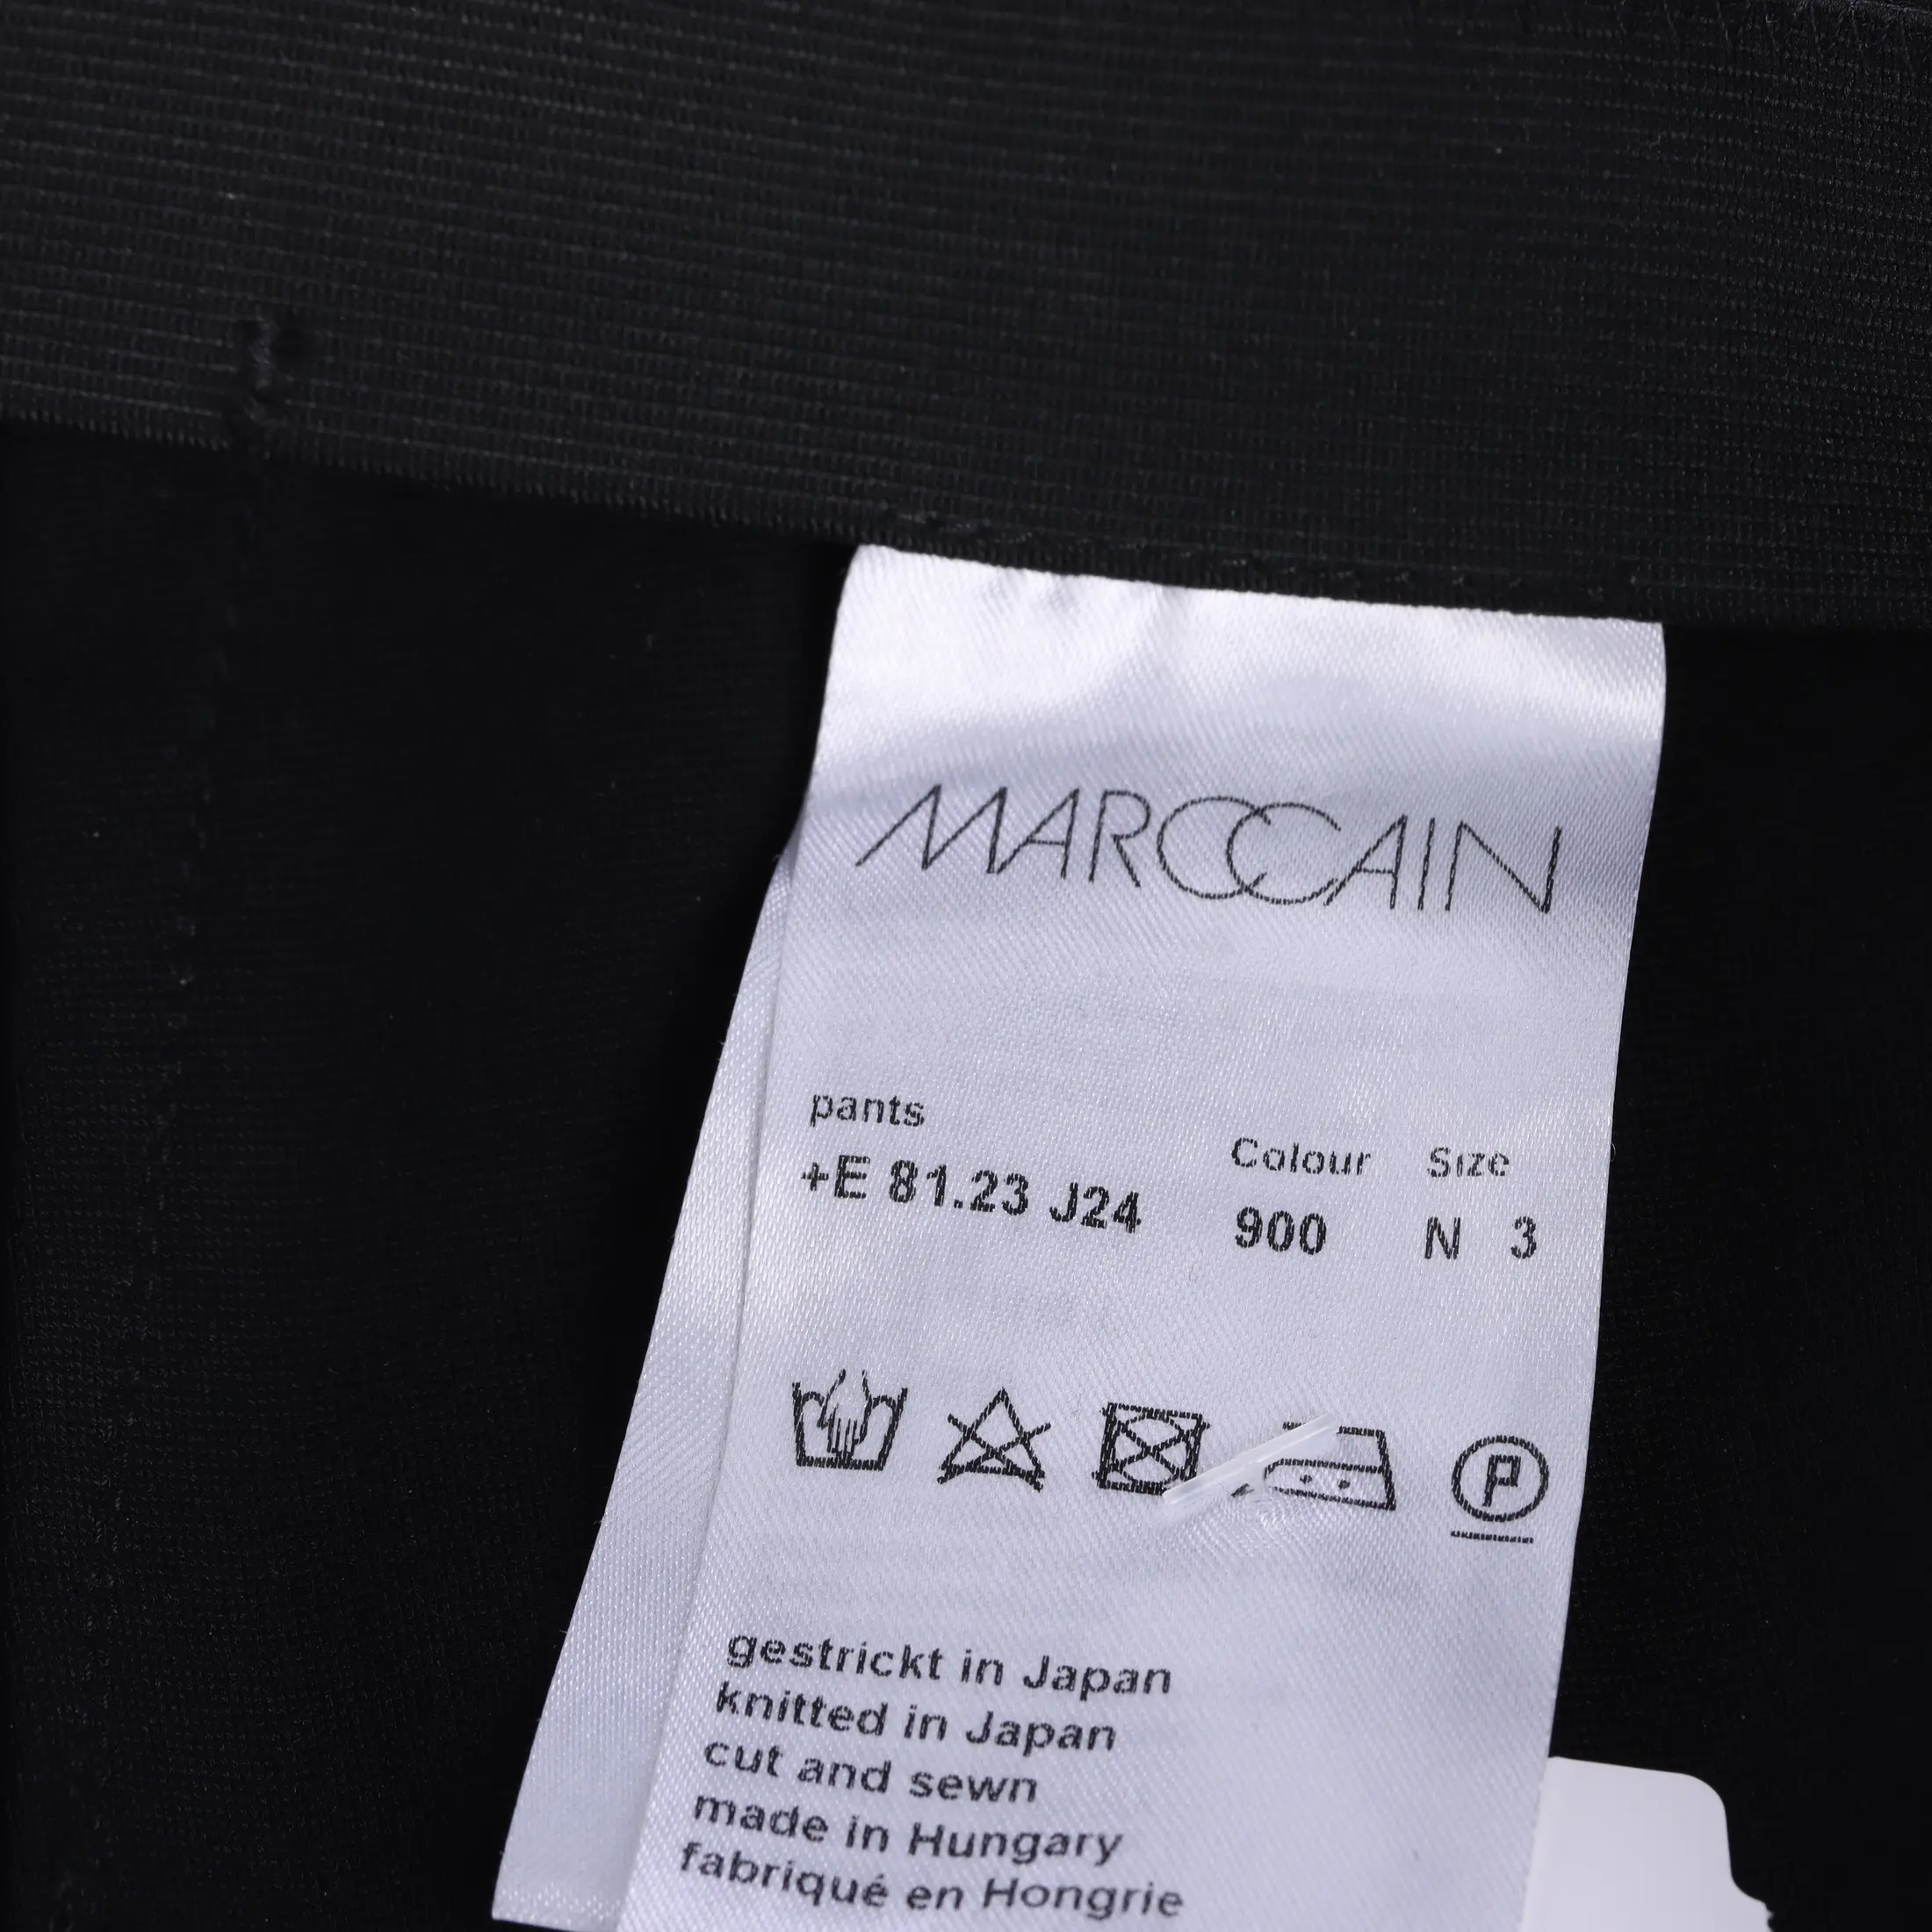 MARCCAIN
pants
+E 81.23 J24
Colour Size
900 N 3
P
gestrickt in Japan
knitted in Japan
cut and sewn
made in Hungary
fabriqué en Hongrie